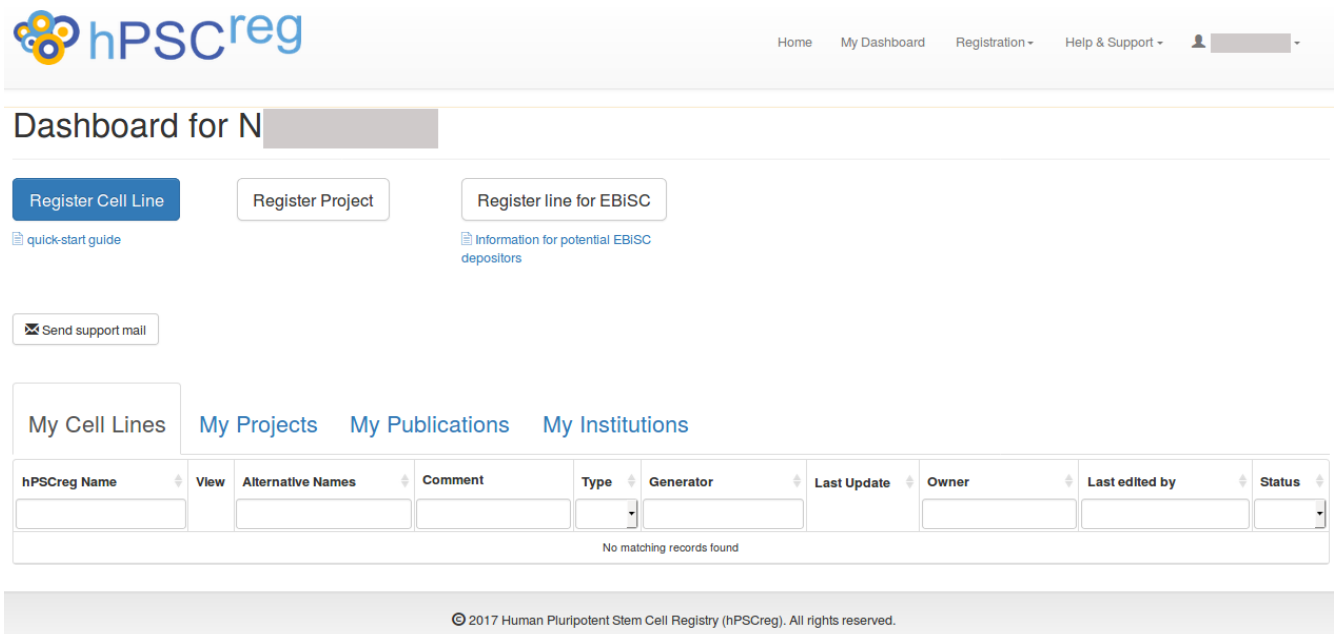 hPSCreg
Home My Dashboard Registration Help & Support
Dashboard for N
Register Cell Line Register Project Register line for EBiSC
quick-start guide Information for potential EBiSC
depositors
Send support mail
My Cell Lines My Projects My Publications My Institutions
hPSCreg Name View Alternative Names Comment Type Generator Last Update Owner Last edited by Status
No matching records found
© 2017 Human Pluripotent Stem Cell Registry (hPSCreg). All rights reserved.